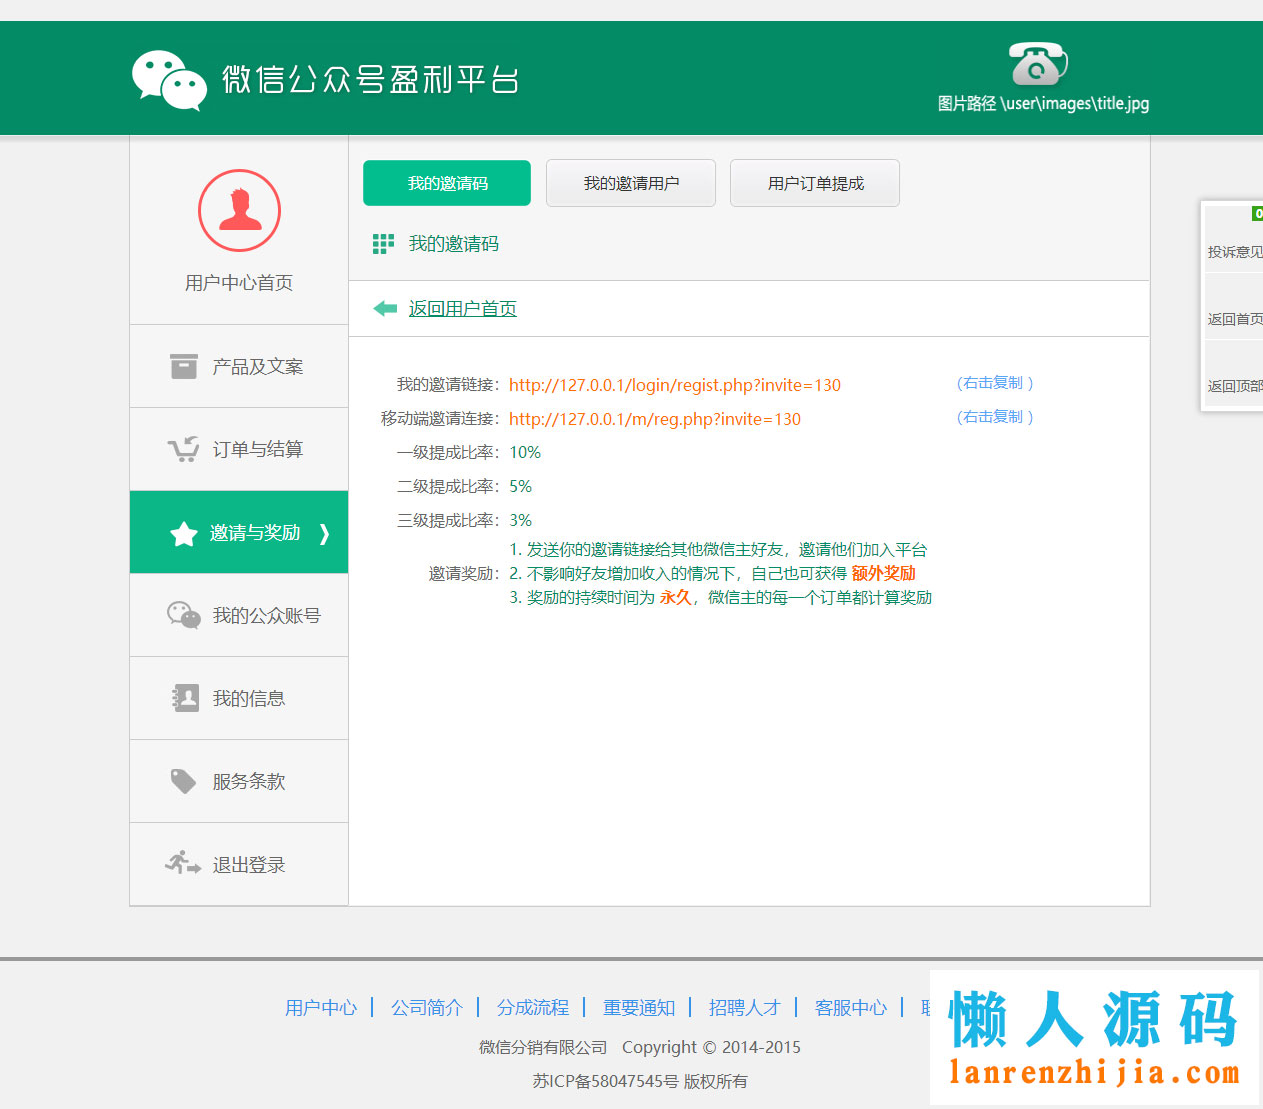 微信公众号盈利平台
图片路径 \user\images\title.jpg
用户中心首页
产品及文案
订单与结算
邀请与奖励
我的公众账号
我的信息
服务条款
退出登录
我的邀请码
我的邀请用户
用户订单提成
我的邀请码
返回用户首页
我的邀请链接：http://127.0.0.1/login/regist.php?invite=130 （右击复制 ）
移动端邀请连接：http://127.0.0.1/m/reg.php?invite=130 （右击复制 ）
一级提成比率：10%
二级提成比率：5%
三级提成比率：3%
邀请奖励：
1. 发送你的邀请链接给其他微信主好友，邀请他们加入平台
2. 不影响好友增加收入的情况下，自己也可获得 额外奖励
3. 奖励的持续时间为 永久，微信主的每一个订单都计算奖励
投诉意见
返回首页
返回顶部
用户中心 | 公司简介 | 分成流程 | 重要通知 | 招聘人才 | 客服中心 |
微信分销有限公司 Copyright © 2014-2015
苏ICP备58047545号 版权所有
懒人源码
lanrenzhijia.com